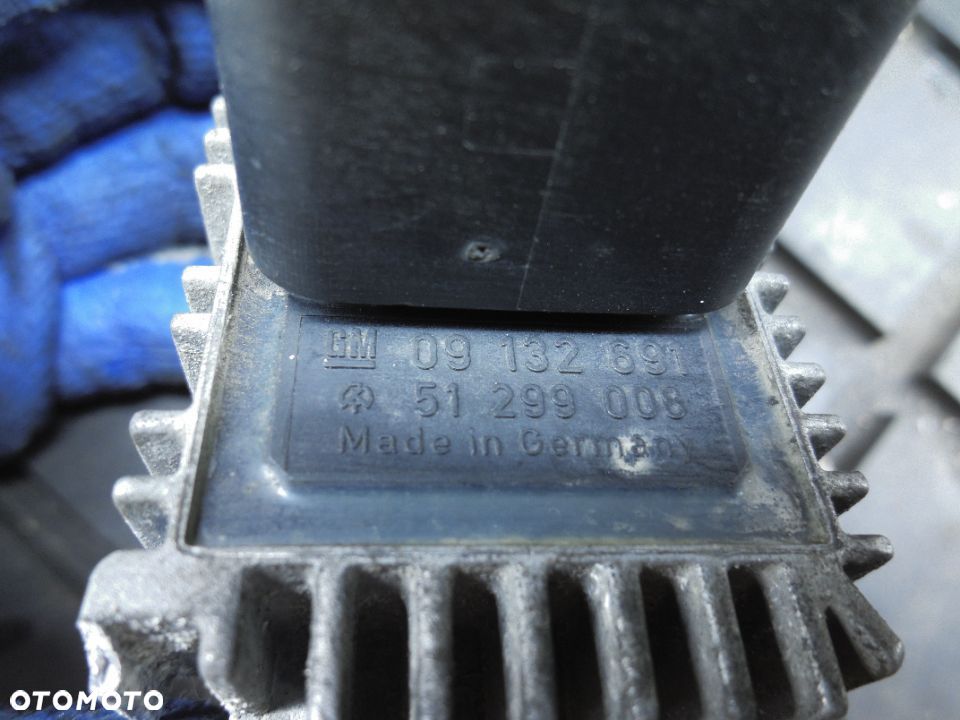 GM 09 132 691
51 299 008
Made in Germany
OTOMOTO